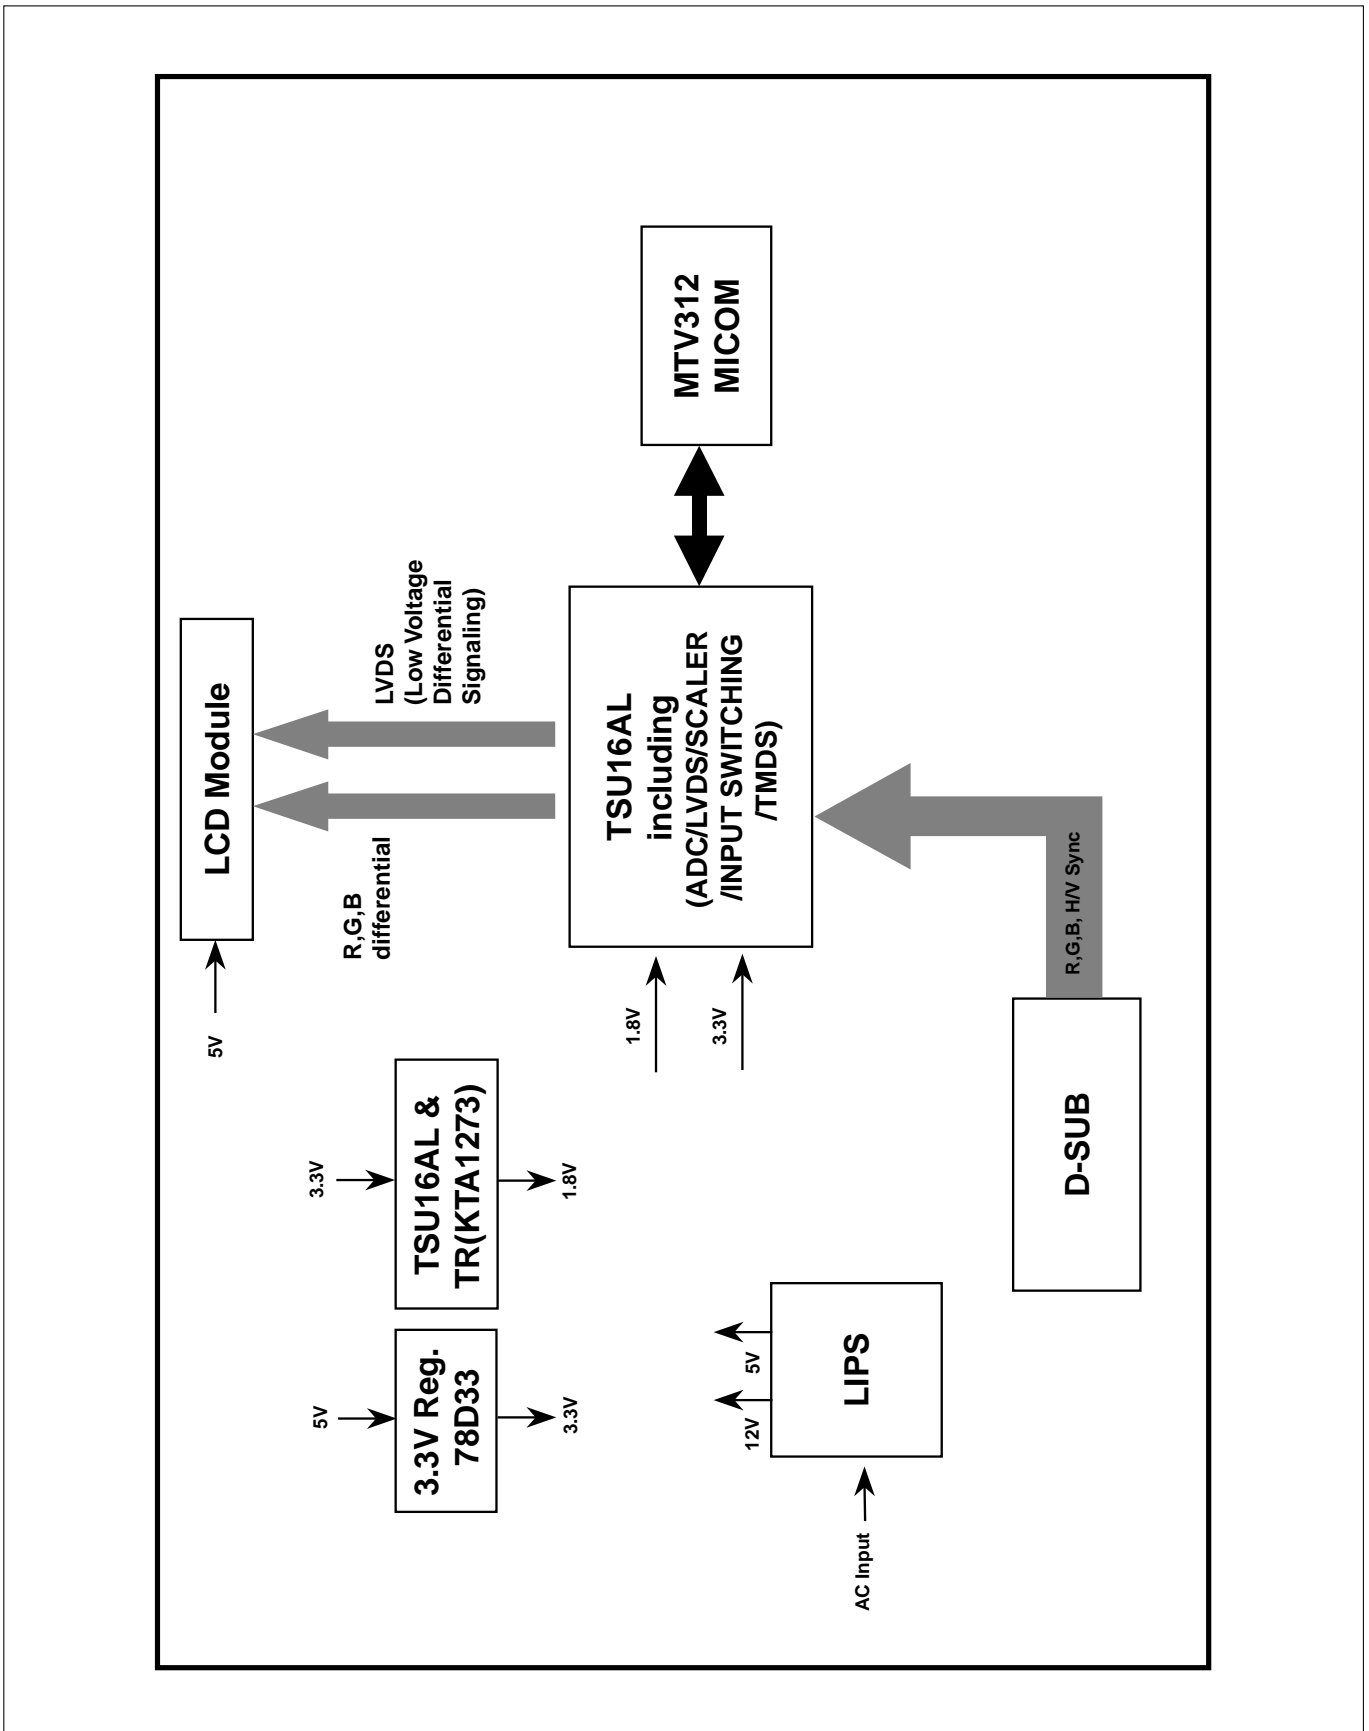 MTV312
MICOM
LVDS
(Low Voltage
Differential
Signaling)
LCD Module
R,G,B
differential
5V
TSU16AL
including
(ADC/LVDS/SCALER
/INPUT SWITCHING
/TMDS)
1.8V
3.3V
R,G,B, H/V Sync
D-SUB
3.3V
TSU16AL &
TR(KTA1273)
1.8V
5V
3.3V Reg.
78D33
3.3V
12V
5V
LIPS
AC Input